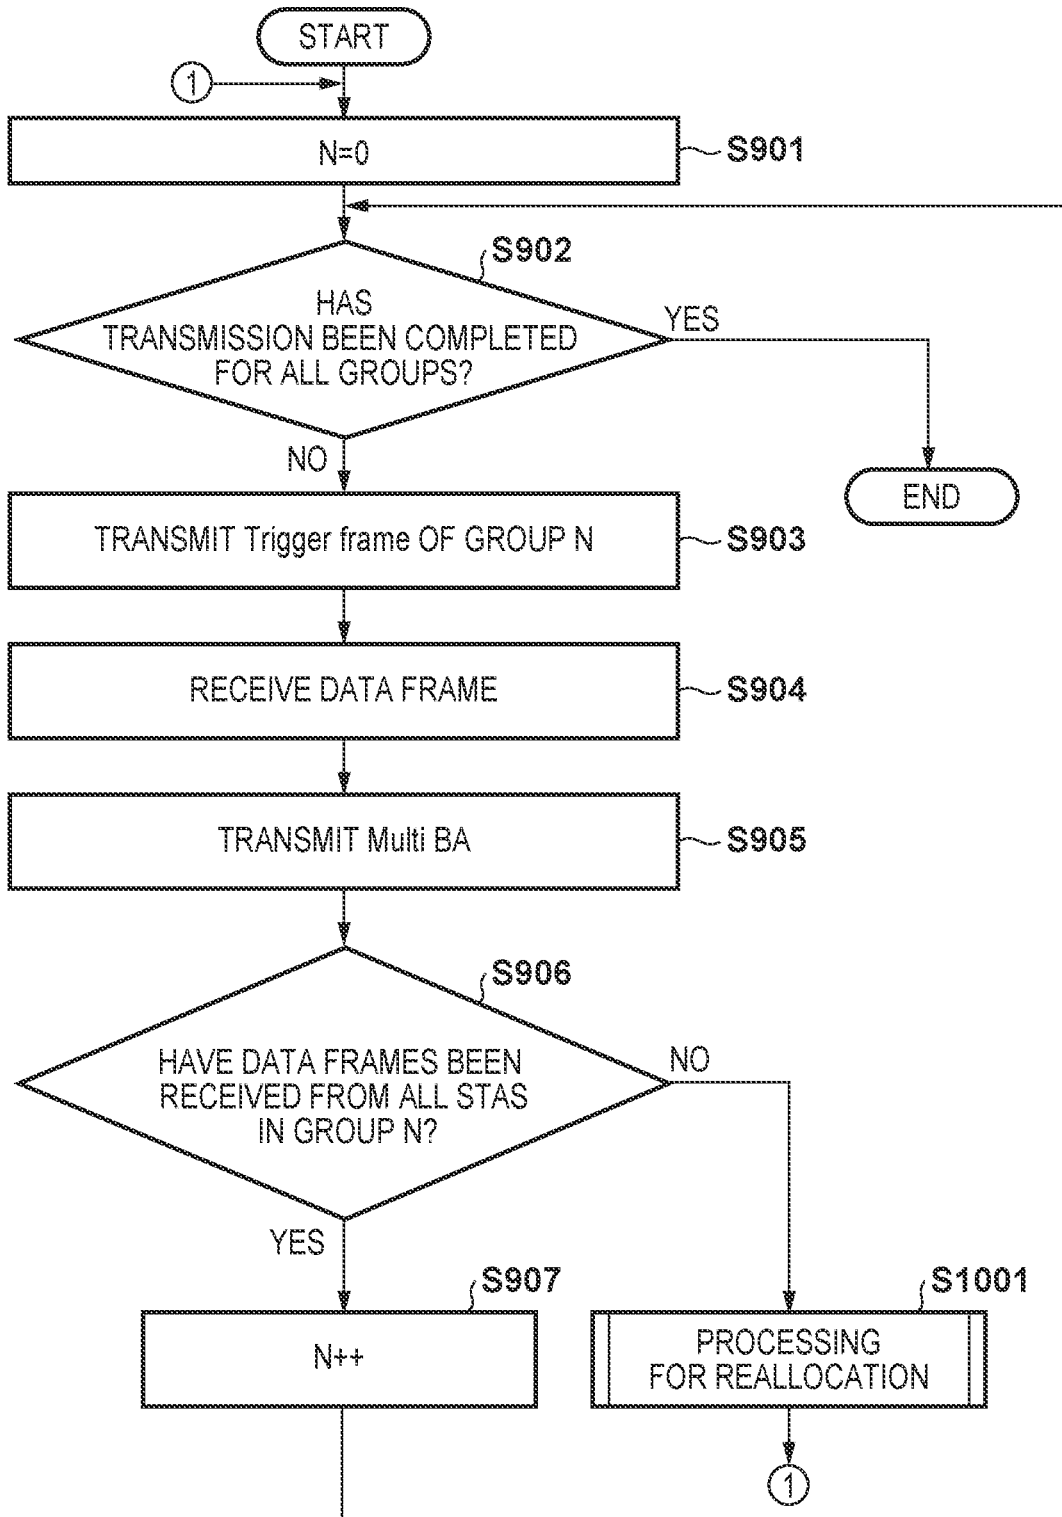 START
1
N=0
S901
S902
HAS
TRANSMISSION BEEN COMPLETED
FOR ALL GROUPS?
YES
NO
END
TRANSMIT Trigger frame OF GROUP N
S903
RECEIVE DATA FRAME
S904
TRANSMIT Multi BA
S905
S906
HAVE DATA FRAMES BEEN
RECEIVED FROM ALL STAS
IN GROUP N?
NO
YES
S907
N++
S1001
PROCESSING
FOR REALLOCATION
1